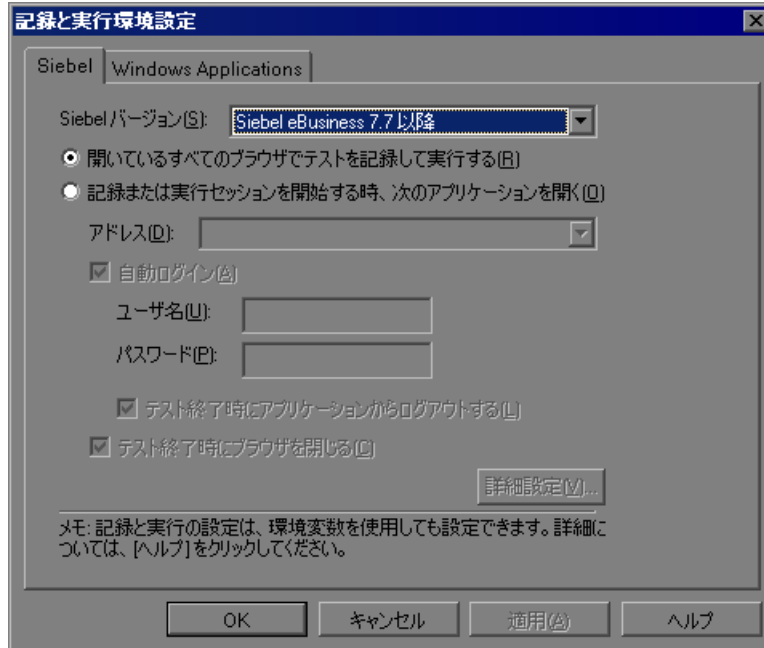 記録と実行環境設定
Siebel
Windows Applications
Siebel バージョン(S):
Siebel eBusiness 7.7 以降
開いているすべてのブラウザでテストを記録して実行する(R)
記録または実行セッションを開始する時、次のアプリケーションを開く(O)
アドレス(D):
自動ログイン(A)
ユーザ名(U):
パスワード(P):
テスト終了時にアプリケーションからログアウトする(L)
テスト終了時にブラウザを閉じる(C)
詳細設定(V)...
メモ: 記録と実行の設定は、環境変数を使用しても設定できます。詳細に
ついては、[ヘルプ]をクリックしてください。
OK
キャンセル
適用(A)
ヘルプ